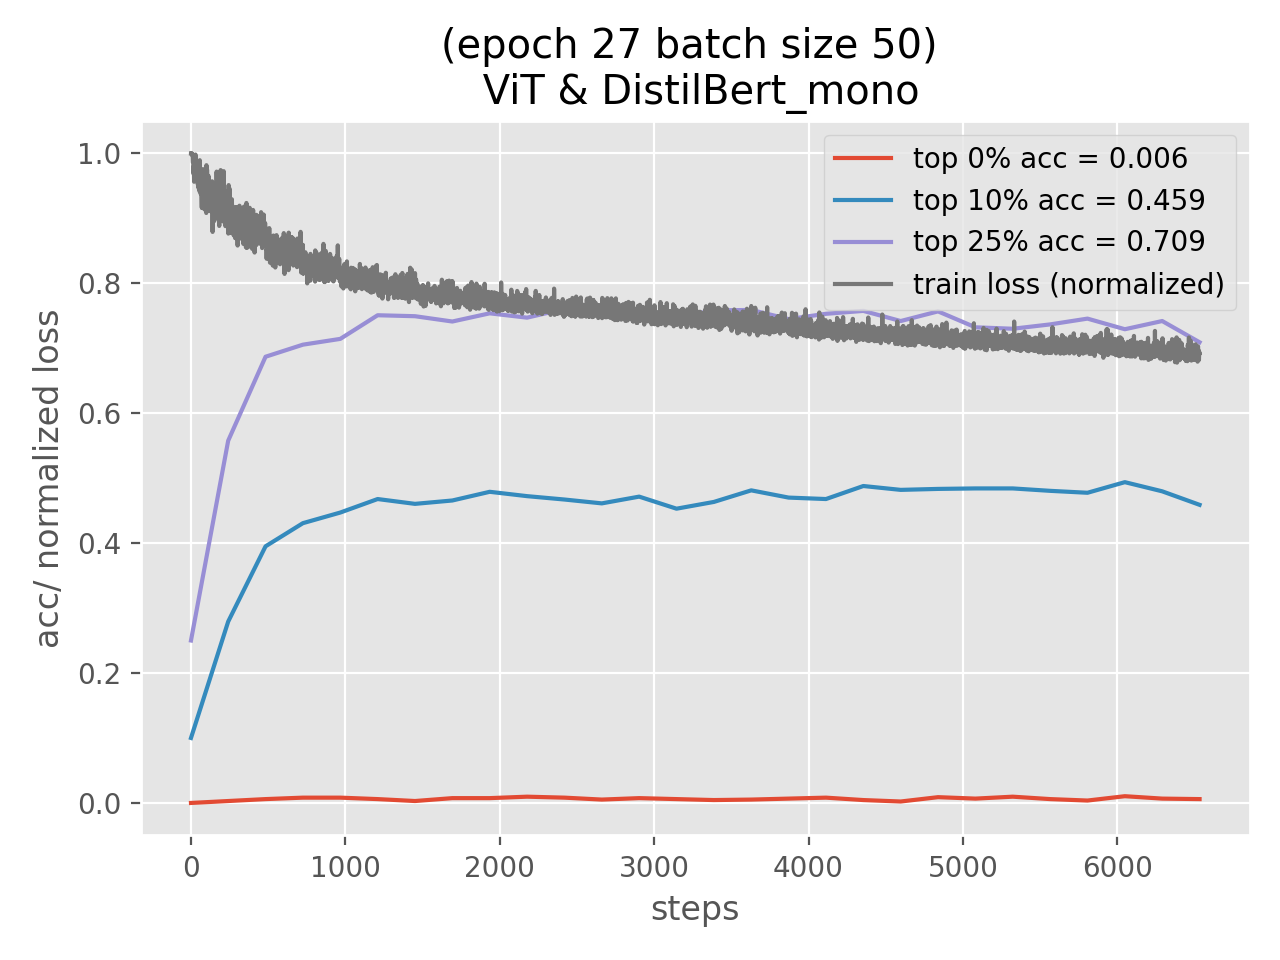 (epoch 27 batch size 50)
ViT & DistilBert_mono
acc/ normalized loss
1.0
0.8
0.6
0.4
0.2
0.0
top 0% acc = 0.006
top 10% acc = 0.459
top 25% acc = 0.709
train loss (normalized)
0 1000 2000 3000 4000 5000 6000
steps